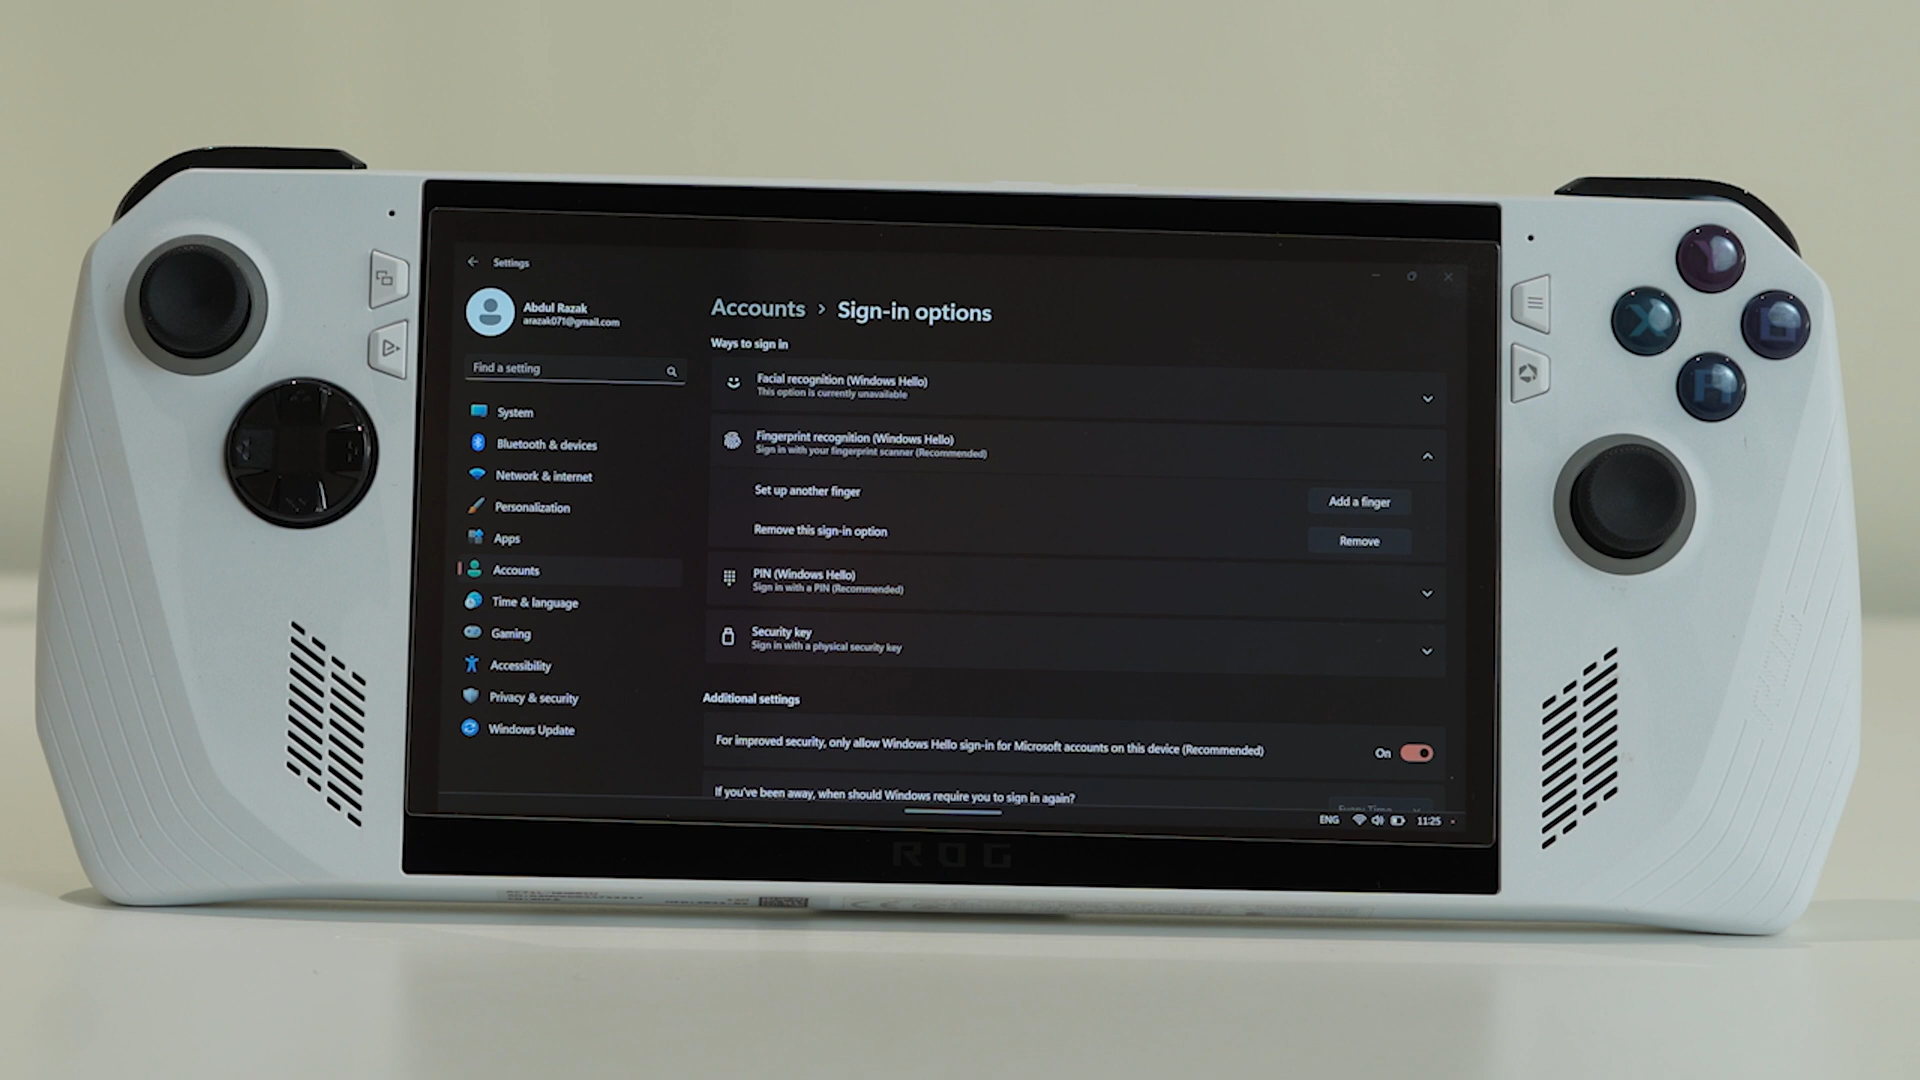 Settings
Abdul Razak
arazak071@gmail.com
Find a setting
System
Bluetooth & devices
Network & internet
Personalization
Apps
Accounts
Time & language
Gaming
Accessibility
Privacy & security
Windows Update
Accounts > Sign-in options
Ways to sign in
Facial recognition (Windows Hello)
This option is currently unavailable
Fingerprint recognition (Windows Hello)
Sign in with your fingerprint scanner (Recommended)
Set up another finger
Add a finger
Remove this sign-in option
Remove
PIN (Windows Hello)
Sign in with a PIN (Recommended)
Security key
Sign in with a physical security key
Additional settings
For improved security, only allow Windows Hello sign-in for Microsoft accounts on this device (Recommended)
On
If you've been away, when should Windows require you to sign in again?
Every Time
ENG
11:25
ROG
Y
X
B
A